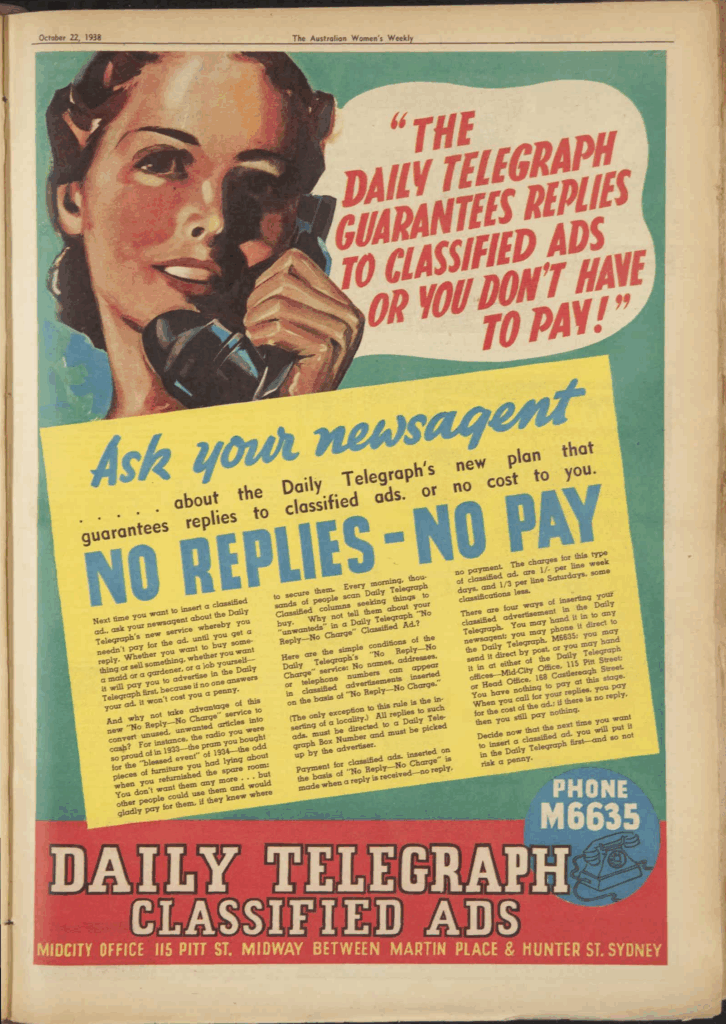 October 22, 1938
The Australian Women's Weekly
"THE
DAILY TELEGRAPH
GUARANTEES REPLIES
TO CLASSIFIED ADS
OR YOU DON'T HAVE
TO PAY!"
Ask your newsagent
. . . . . about the Daily Telegraph's new plan that
guarantees replies to classified ads. or no cost to you.
NO REPLIES - NO PAY
Next time you want to insert a classified
ad., ask your newsagent about the Daily
Telegraph's new service whereby you
needn't pay for the ad. until you get a
reply. Whether you want to buy some-
thing or sell something, whether you want
a maid or a gardener, or a job yourself—
it will pay you to advertise in the Daily
Telegraph first, because if no one answers
your ad. it won't cost you a penny.
And why not take advantage of this
new "No Reply—No Charge" service to
convert unused, unwanted articles into
cash? For instance, the radio you were
so proud of in 1933—the pram you bought
for the "blessed event" of 1934—the odd
pieces of furniture you had lying about
when you refurnished the spare room:
You don't want them any more . . . but
other people could use them and would
gladly pay for them, if they knew where
to secure them. Every morning, thou-
sands of people scan Daily Telegraph
Classified columns seeking things to
buy. Why not tell them about your
"unwanteds" in a Daily Telegraph "No
Reply—No Charge" Classified Ad.?
Here are the simple conditions of the
Daily Telegraph's "No Reply—No
Charge" service: No names, addresses,
or telephone numbers can appear
in classified advertisements inserted
on the basis of "No Reply—No Charge."
(The only exception to this rule is the in-
serting of a locality.) All replies to such
ads. must be directed to a Daily Tele-
graph Box Number and must be picked
up by the advertiser.
Payment for classified ads. inserted on
the basis of "No Reply—No Charge" is
made when a reply is received—no reply,
no payment. The charges for this type
of classified ad. are 1/- per line week
days, and 1/3 per line Saturdays, some
classifications less.
There are four ways of inserting your
classified advertisement in the Daily
Telegraph. You may hand it in to any
newsagent; you may phone it direct to
the Daily Telegraph, M6635; you may
send it direct by post, or you may hand
it in at either of the Daily Telegraph
offices—Mid-City Office, 115 Pitt Street;
or Head Office, 168 Castlereagh Street.
You have nothing to pay at this stage.
When you call for your replies, you pay
for the cost of the ad.; if there is no reply,
then you still pay nothing.
Decide now that the next time you want
to insert a classified ad. you will put it
in the Daily Telegraph first—and so not
risk a penny.
PHONE
M6635
DAILY TELEGRAPH
CLASSIFIED ADS
MIDCITY OFFICE 115 PITT ST. MIDWAY BETWEEN MARTIN PLACE & HUNTER ST. SYDNEY